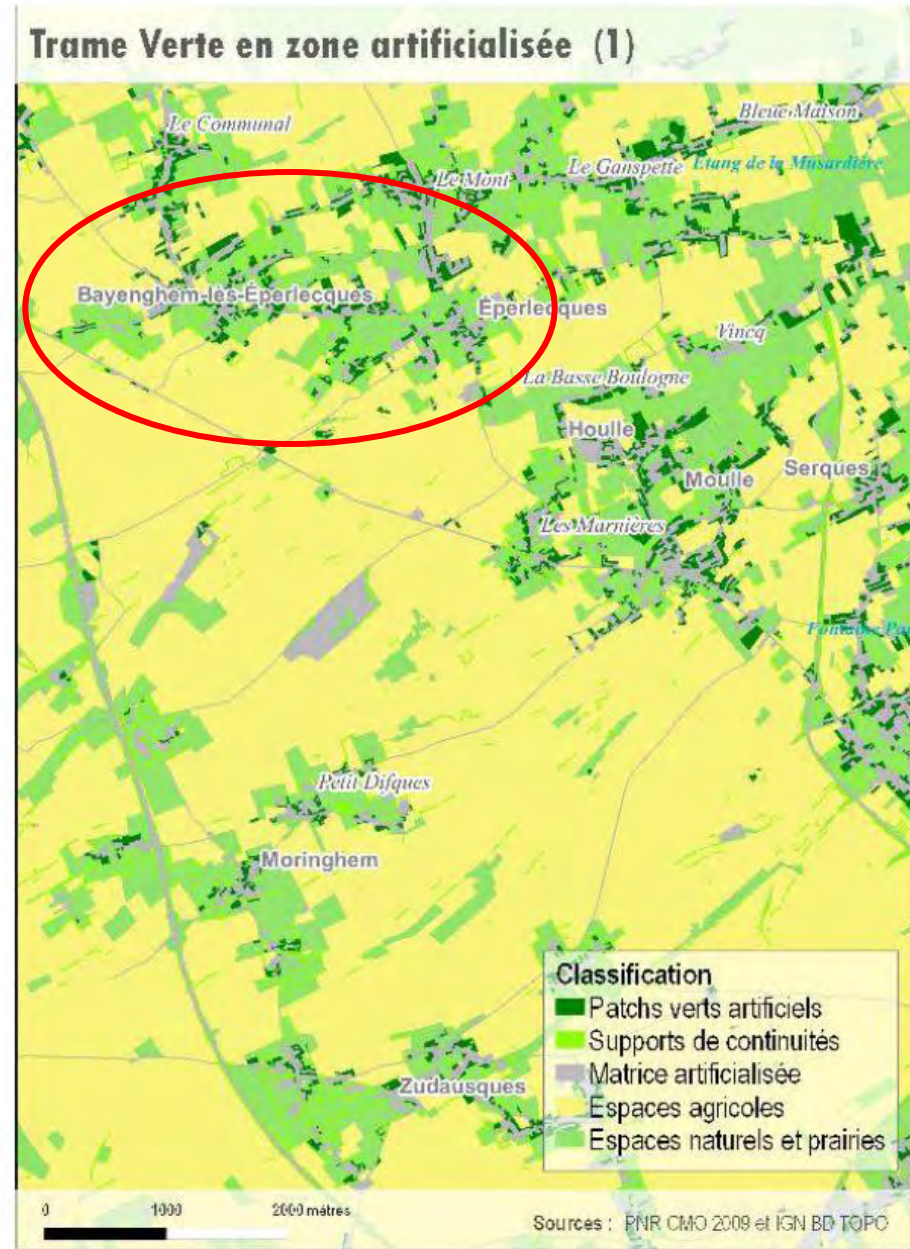 Trame Verte en zone artificialisée (1)
Bleue Maison
Le Communal
Le Ganspette
Etang de la Musardière
Le Mont
Bayenghem-lès-Éperlecques
Éperlecques
Vincq
La Basse Boulogne
Houlle
Serques
Moulle
Les Marnières
Fontaine
Petit Difques
Moringhem
Zudausques
Classification
Patchs verts artificiels
Supports de continuités
Matrice artificialisée
Espaces agricoles
Espaces naturels et prairies
0 1000 2000 mètres
Sources : PNR CMO 2009 et IGN BD TOPO